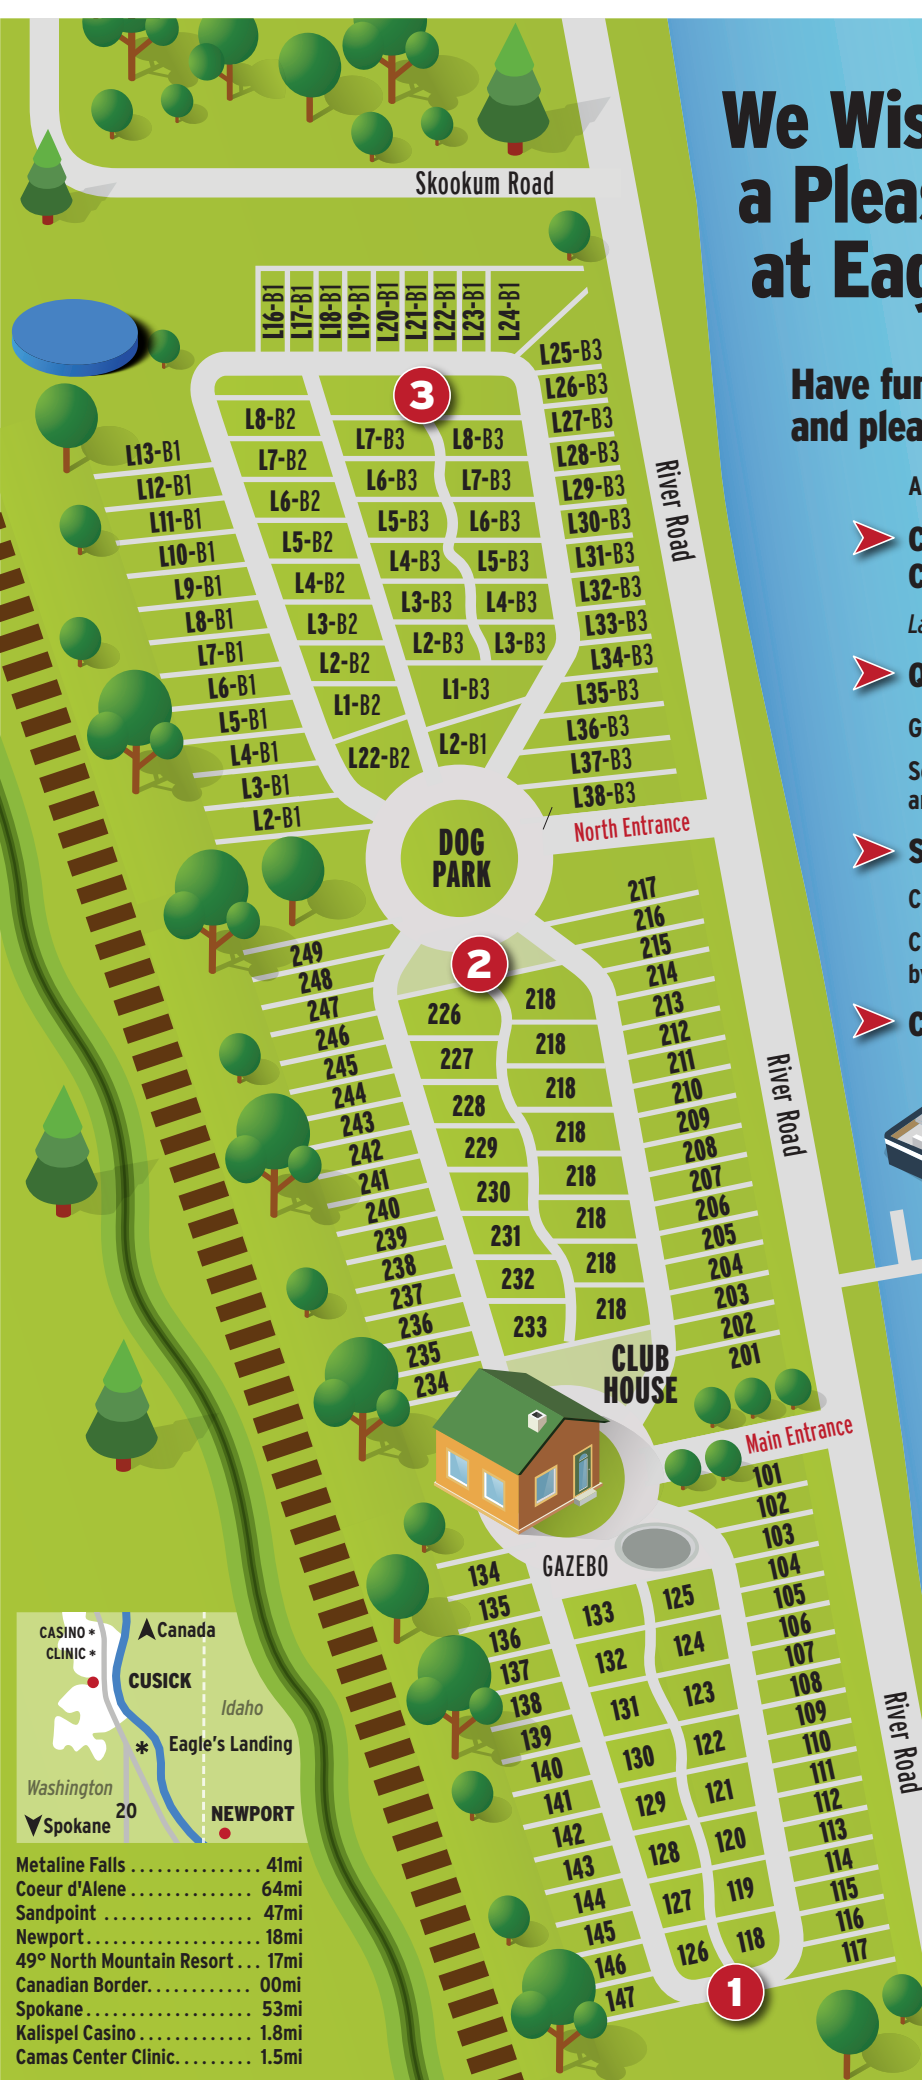 We Wis
a Pleas
at Eag
Skookum Road
L16-B1
L17-B1
L18-B1
L19-B1
L20-B1
L21-B1
L22-B1
L23-B1
L24-B1
L25-B3
L26-B3
L27-B3
L28-B3
L29-B3
L30-B3
L31-B3
L32-B3
L33-B3
L34-B3
L35-B3
L36-B3
L37-B3
L38-B3
3
L8-B2
L7-B2
L6-B2
L5-B2
L4-B2
L3-B2
L2-B2
L1-B2
L22-B2
L7-B3
L6-B3
L5-B3
L4-B3
L3-B3
L2-B3
L1-B3
L2-B1
L8-B3
L7-B3
L6-B3
L5-B3
L4-B3
L3-B3
L13-B1
L12-B1
L11-B1
L10-B1
L9-B1
L8-B1
L7-B1
L6-B1
L5-B1
L4-B1
L3-B1
L2-B1
Have fun
and plea
River Road
DOG
PARK
North Entrance
217
216
215
214
213
212
211
210
209
208
207
206
205
204
203
202
201
249
248
247
246
245
244
243
242
241
240
239
238
237
236
235
234
2
226
227
228
229
230
231
232
233
218
218
218
218
218
218
218
218
River Road
CLUB
HOUSE
Main Entrance
GAZEBO
101
102
103
104
105
106
107
108
109
110
111
112
113
114
115
116
117
134
135
136
137
138
139
140
141
142
143
144
145
146
147
133
132
131
130
129
128
127
126
125
124
123
122
121
120
119
118
1
River Road
CASINO *
CLINIC *
Canada
CUSICK
Idaho
* Eagle's Landing
Washington
20
Spokane
NEWPORT
Metaline Falls . . . . . . . . . . . . . . . 41mi
Coeur d'Alene . . . . . . . . . . . . . . 64mi
Sandpoint . . . . . . . . . . . . . . . . . 47mi
Newport. . . . . . . . . . . . . . . . . . . . 18mi
49° North Mountain Resort . . . 17mi
Canadian Border. . . . . . . . . . . . 00mi
Spokane . . . . . . . . . . . . . . . . . . . 53mi
Kalispel Casino . . . . . . . . . . . . . 1.8mi
Camas Center Clinic. . . . . . . . . 1.5mi